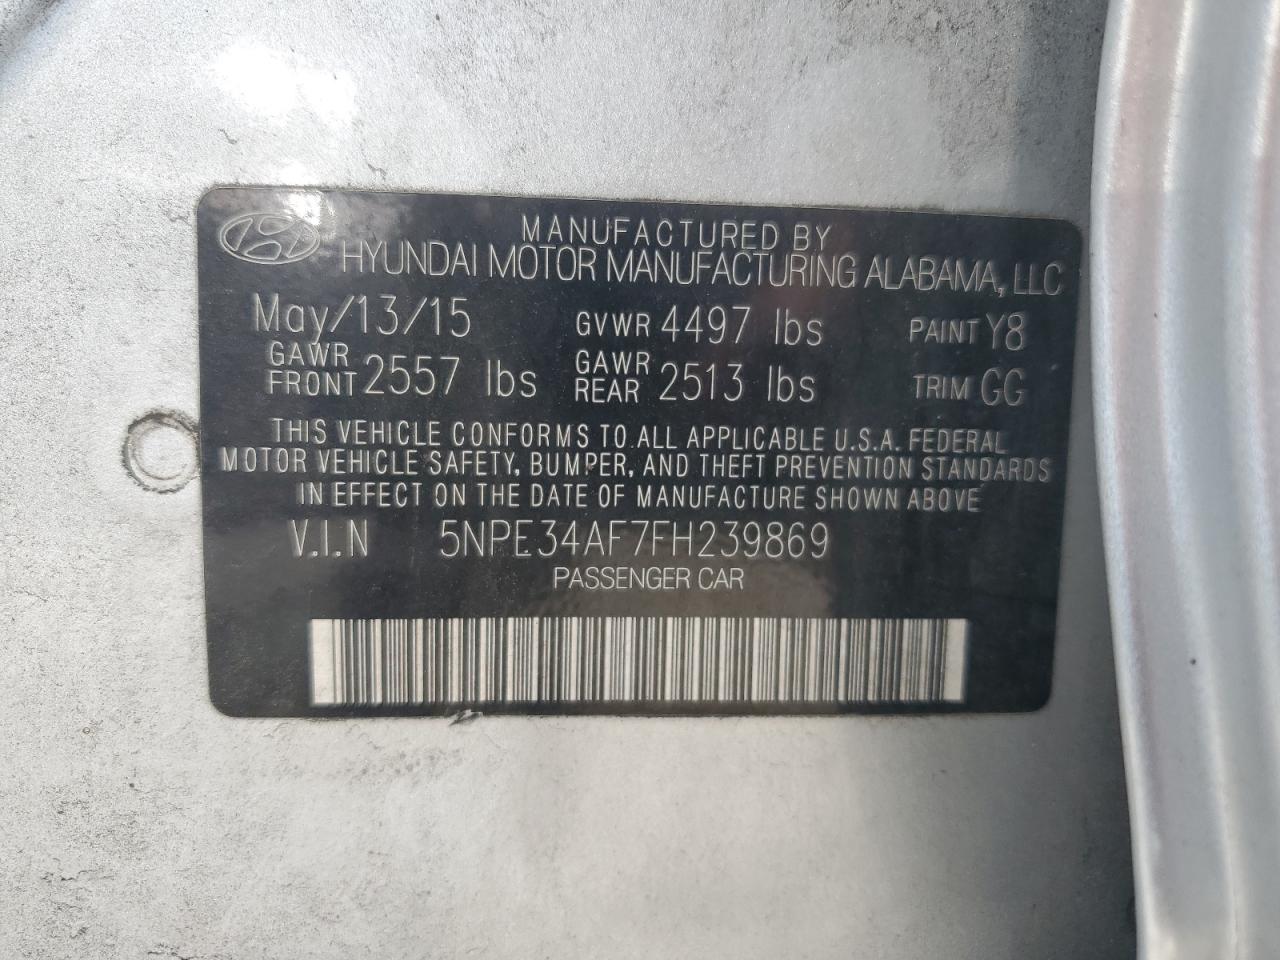 MANUFACTURED BY
HYUNDAI MOTOR MANUFACTURING ALABAMA, LLC
May/13/15 GVWR 4497 lbs PAINT Y8
GAWR FRONT 2557 lbs GAWR REAR 2513 lbs TRIM GG
THIS VEHICLE CONFORMS TO ALL APPLICABLE U.S.A. FEDERAL
MOTOR VEHICLE SAFETY, BUMPER, AND THEFT PREVENTION STANDARDS
IN EFFECT ON THE DATE OF MANUFACTURE SHOWN ABOVE
V.I.N 5NPE34AF7FH239869
PASSENGER CAR